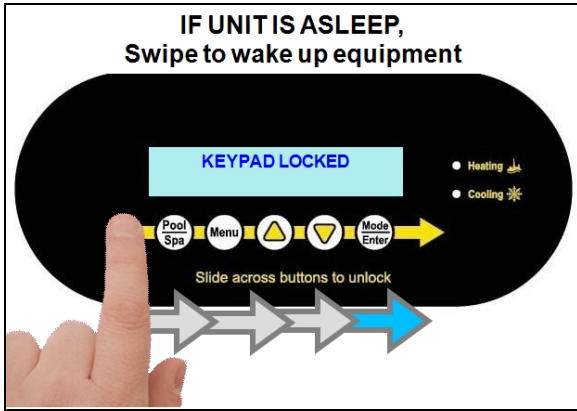 IF UNIT IS ASLEEP,
Swipe to wake up equipment
KEYPAD LOCKED
Heating
Cooling
Pool
Spa
Menu
Mode
Enter
Slide across buttons to unlock